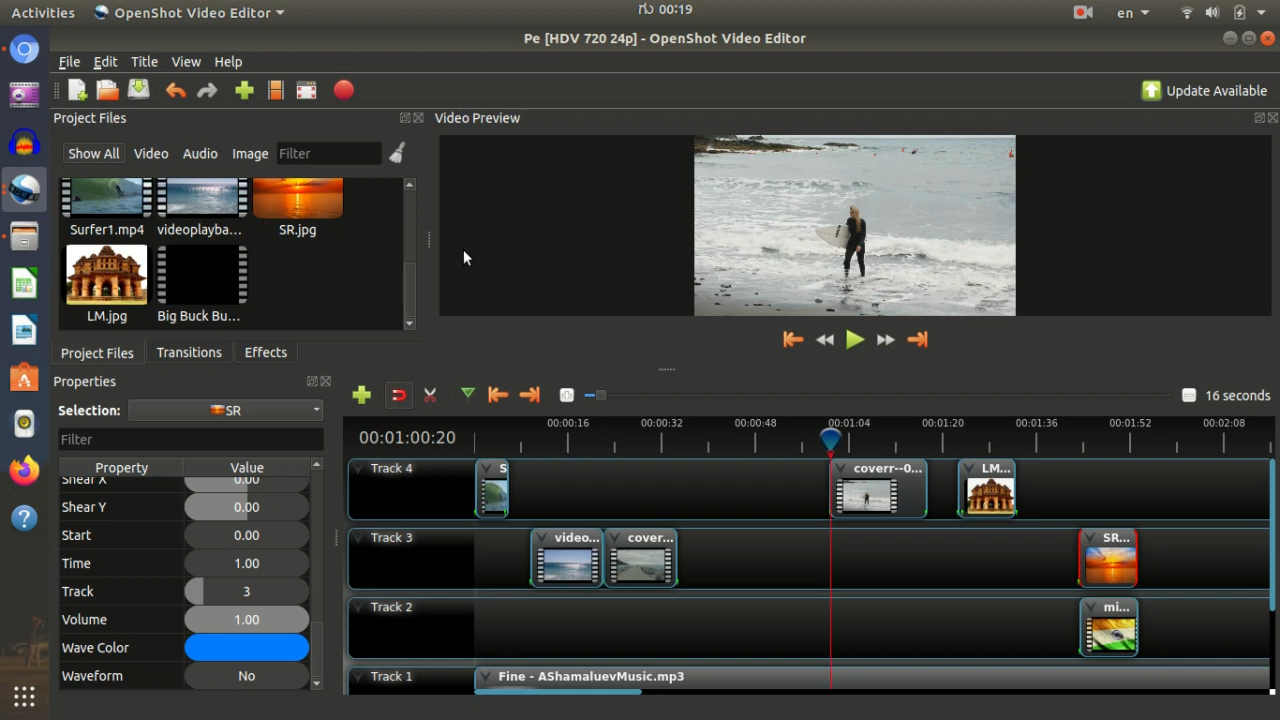 Activities
OpenShot Video Editor
ಗು 00:19
en
Pe [HDV 720 24p] - OpenShot Video Editor
File Edit Title View Help
Update Available
Project Files
Video Preview
Show All Video Audio Image Filter
Surfer1.mp4 videoplayba... SR.jpg
LM.jpg Big Buck Bu...
Project Files Transitions Effects
Properties
Selection: SR
Filter
Property Value
Shear X 0.00
Shear Y 0.00
Start 0.00
Time 1.00
Track 3
Volume 1.00
Wave Color
Waveform No
16 seconds
00:01:00:20
00:00:16 00:00:32 00:00:48 00:01:04 00:01:20 00:01:36 00:01:52 00:02:08
Track 4
S
coverr--0...
LM...
Track 3
video...
cover...
SR...
Track 2
mi...
Track 1
Fine - AShamaluevMusic.mp3